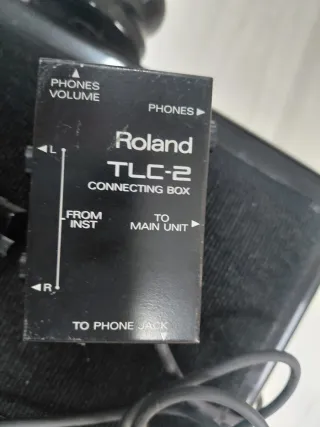 PHONES
VOLUME
PHONES
Roland
L
TLC-2
CONNECTING BOX
FROM
INST
TO
MAIN UNIT
R
TO PHONE JACK